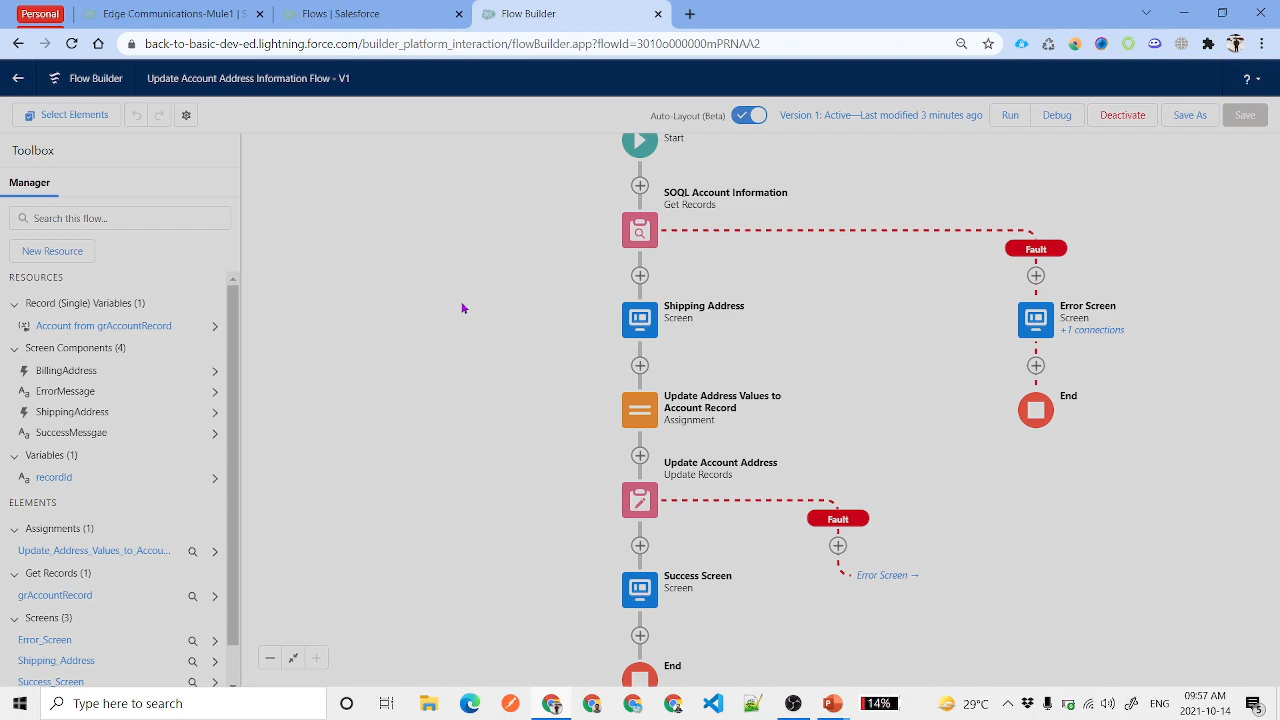 Personal
Edge Communications-Mule1 | S
Flows | Salesforce
Flow Builder
back-to-basic-dev-ed.lightning.force.com/builder_platform_interaction/flowBuilder.app?flowId=3010o000000mPRNAA2
Flow Builder
Update Account Address Information Flow - V1
?
Select Elements
Auto-Layout (Beta)
Version 1: Active—Last modified 3 minutes ago
Run
Debug
Deactivate
Save As
Save
Toolbox
Manager
Search this flow...
New Resource
RESOURCES
Record (Single) Variables (1)
Account from grAccountRecord
Screen Components (4)
BillingAddress
ErrorMessage
ShippingAddress
SuccessMessgae
Variables (1)
recordId
ELEMENTS
Assignments (1)
Update_Address_Values_to_Accou...
Get Records (1)
grAccountRecord
Screens (3)
Error_Screen
Shipping_Address
Success_Screen
Start
SOQL Account Information
Get Records
Fault
Shipping Address
Screen
Error Screen
Screen
+1 connections
Update Address Values to
Account Record
Assignment
End
Update Account Address
Update Records
Fault
Error Screen →
Success Screen
Screen
End
Type here to search
14%
29°C
ENG
09:57 AM
2021-10-14
5